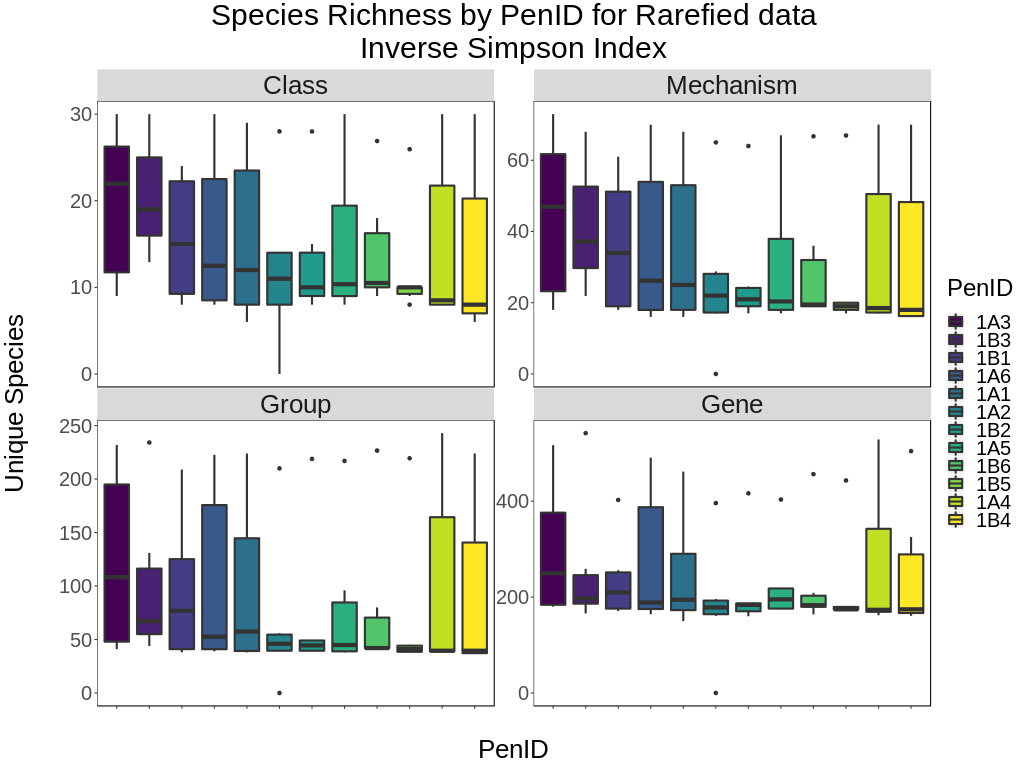 Species Richness by PenID for Rarefied data
Inverse Simpson Index
Class
Mechanism
30
20
10
0
60
40
20
0
Group
Gene
250
200
150
100
50
0
400
200
0
Unique Species
PenID
PenID
1A3
1B3
1B1
1A6
1A1
1A2
1B2
1A5
1B6
1B5
1A4
1B4